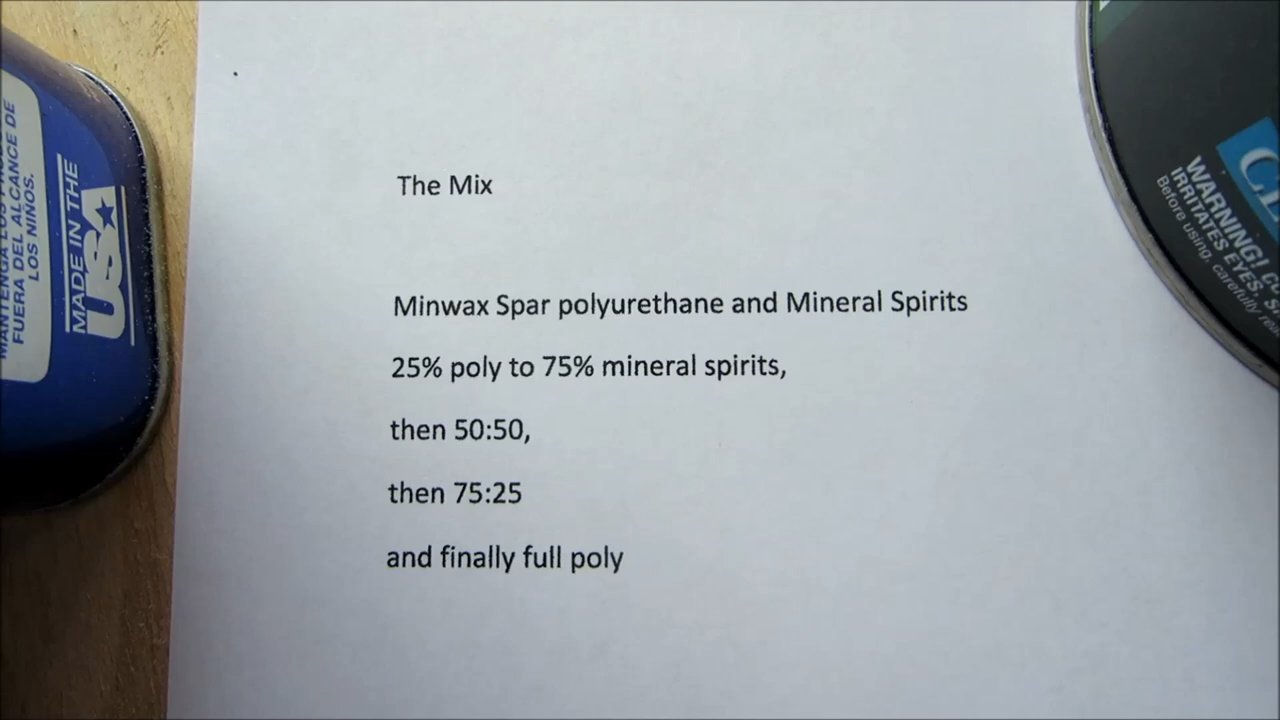 MANTENGA LOS
FUERA DEL ALCANCE DE
LOS NIÑOS.
MADE IN THE
USA
The Mix
Minwax Spar polyurethane and Mineral Spirits
25% poly to 75% mineral spirits,
then 50:50,
then 75:25
and finally full poly
WARNING!
IRRITATES EYES,
Before using, carefully